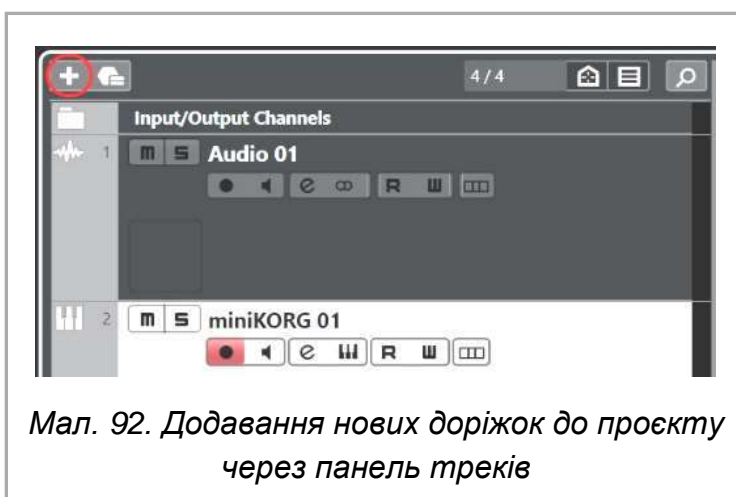 4 / 4
Input/Output Channels
1 m S Audio 01
e R W
2 m S miniKORG 01
e R W
Мал. 92. Додавання нових доріжок до проєкту
через панель треків